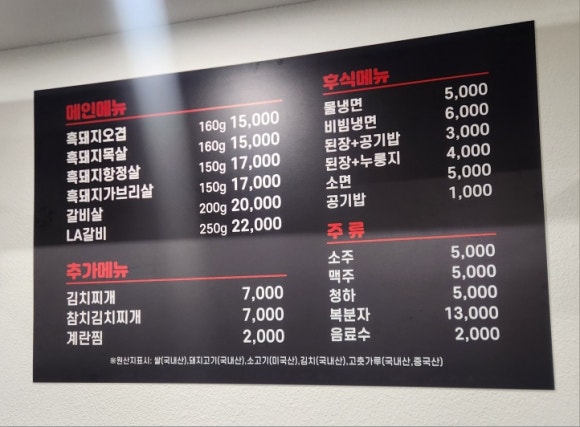 메인메뉴
흑돼지오겹 160g 15,000
흑돼지목살 160g 15,000
흑돼지항정살 150g 17,000
흑돼지가브리살 150g 17,000
갈비살 200g 20,000
LA갈비 250g 22,000
추가메뉴
김치찌개 7,000
참치김치찌개 7,000
계란찜 2,000
후식메뉴
물냉면 5,000
비빔냉면 6,000
된장+공기밥 3,000
된장+누룽지 4,000
소면 5,000
공기밥 1,000
주 류
소주 5,000
맥주 5,000
청하 5,000
복분자 13,000
음료수 2,000
※원산지표시: 쌀(국내산),돼지고기(국내산),소고기(미국산),김치(국내산),고춧가루(국내산,중국산)